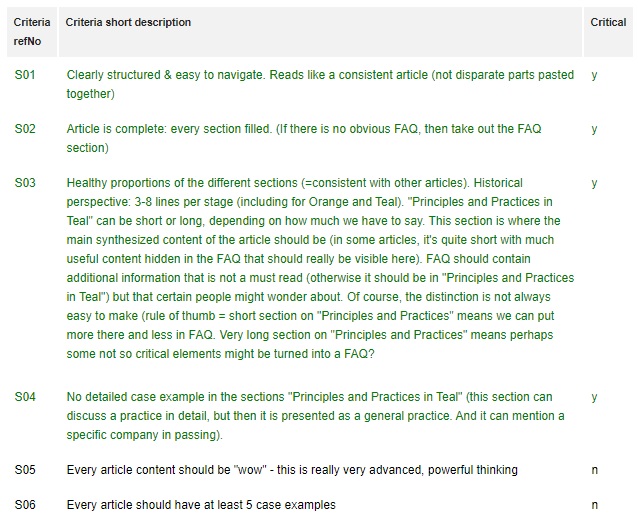 Criteria refNo Criteria short description Critical
S01 Clearly structured & easy to navigate. Reads like a consistent article (not disparate parts pasted y
together)
S02 Article is complete: every section filled. (If there is no obvious FAQ, then take out the FAQ y
section)
S03 Healthy proportions of the different sections (=consistent with other articles). Historical y
perspective: 3-8 lines per stage (including for Orange and Teal). "Principles and Practices in
Teal" can be short or long, depending on how much we have to say. This section is where the
main synthesized content of the article should be (in some articles, it's quite short with much
useful content hidden in the FAQ that should really be visible here). FAQ should contain
additional information that is not a must read (otherwise it should be in "Principles and Practices
in Teal") but that certain people might wonder about. Of course, the distinction is not always
easy to make (rule of thumb = short section on "Principles and Practices" means we can put
more there and less in FAQ. Very long section on "Principles and Practices" means perhaps
some not so critical elements might be turned into a FAQ?
S04 No detailed case example in the sections "Principles and Practices in Teal" (this section can y
discuss a practice in detail, but then it is presented as a general practice. And it can mention a
specific company in passing).
S05 Every article content should be "wow" - this is really very advanced, powerful thinking n
S06 Every article should have at least 5 case examples n